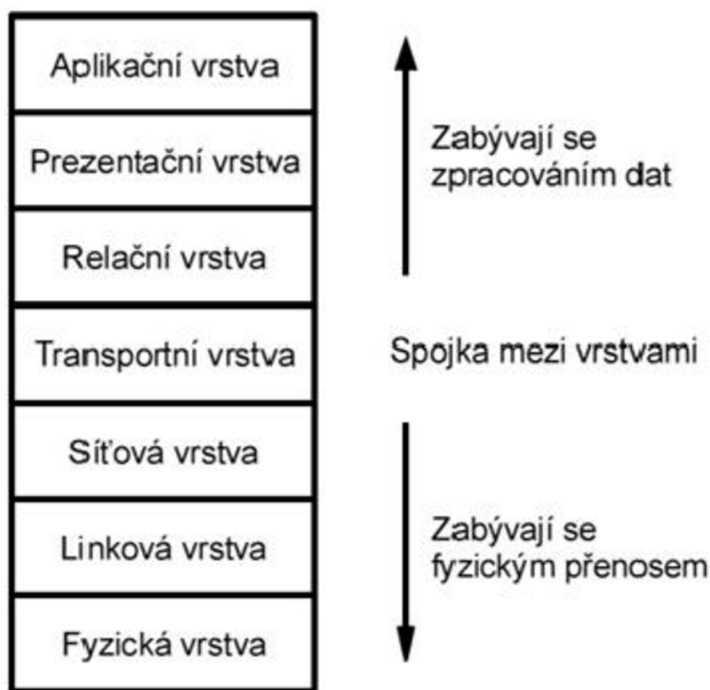 Aplikační vrstva
Prezentační vrstva
Relační vrstva
Transportní vrstva
Síťová vrstva
Linková vrstva
Fyzická vrstva
Zabývají se
zpracováním dat
Spojka mezi vrstvami
Zabývají se
fyzickým přenosem